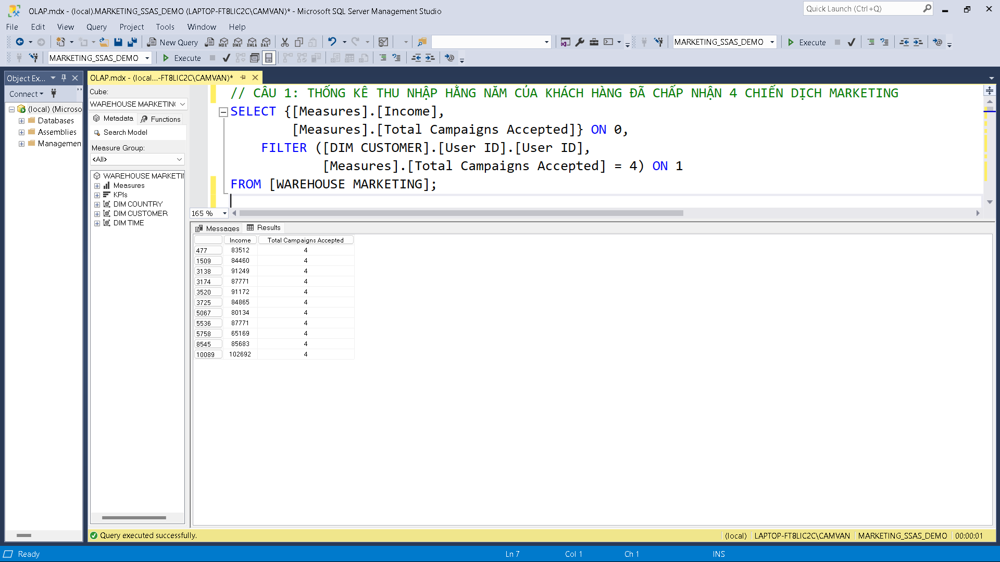 OLAP.mdx - (local).MARKETING_SSAS_DEMO (LAPTOP-FT8LIC2C\CAMVAN)* - Microsoft SQL Server Management Studio
Quick Launch (Ctrl+Q)
File Edit View Query Project Tools Window Help
New Query MDX DMX XMLA DAX MARKETING_SSAS_DEMO Execute
MARKETING_SSAS_DEMO Execute
Object Ex...
Connect
(local) (Microso
Databases
Assemblies
Managemen
OLAP.mdx - (local...-FT8LIC2C\CAMVAN)*
Cube:
WAREHOUSE MARKETIN
Metadata Functions
Search Model
Measure Group:
<All>
WAREHOUSE MARKETI
Measures
KPIs
DIM COUNTRY
DIM CUSTOMER
DIM TIME
// CÂU 1: THỐNG KÊ THU NHẬP HẰNG NĂM CỦA KHÁCH HÀNG ĐÃ CHẤP NHẬN 4 CHIẾN DỊCH MARKETING
SELECT {[Measures].[Income],
[Measures].[Total Campaigns Accepted]} ON 0,
FILTER ([DIM CUSTOMER].[User ID].[User ID],
[Measures].[Total Campaigns Accepted] = 4) ON 1
FROM [WAREHOUSE MARKETING];
165 %
Messages Results
Income Total Campaigns Accepted
477 83512 4
1509 84460 4
3138 91249 4
3174 87771 4
3520 91172 4
3725 84865 4
5067 80134 4
5536 87771 4
5758 65169 4
8545 85683 4
10089 102692 4
Query executed successfully. (local) LAPTOP-FT8LIC2C\CAMVAN MARKETING_SSAS_DEMO 00:00:01
Ready Ln 7 Col 1 Ch 1 INS